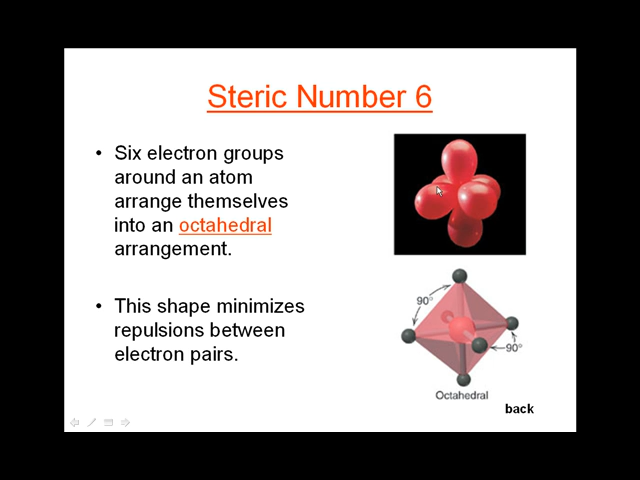 Steric Number 6
• Six electron groups
around an atom
arrange themselves
into an octahedral
arrangement.
• This shape minimizes
repulsions between
electron pairs.
90°
90°
Octahedral
back